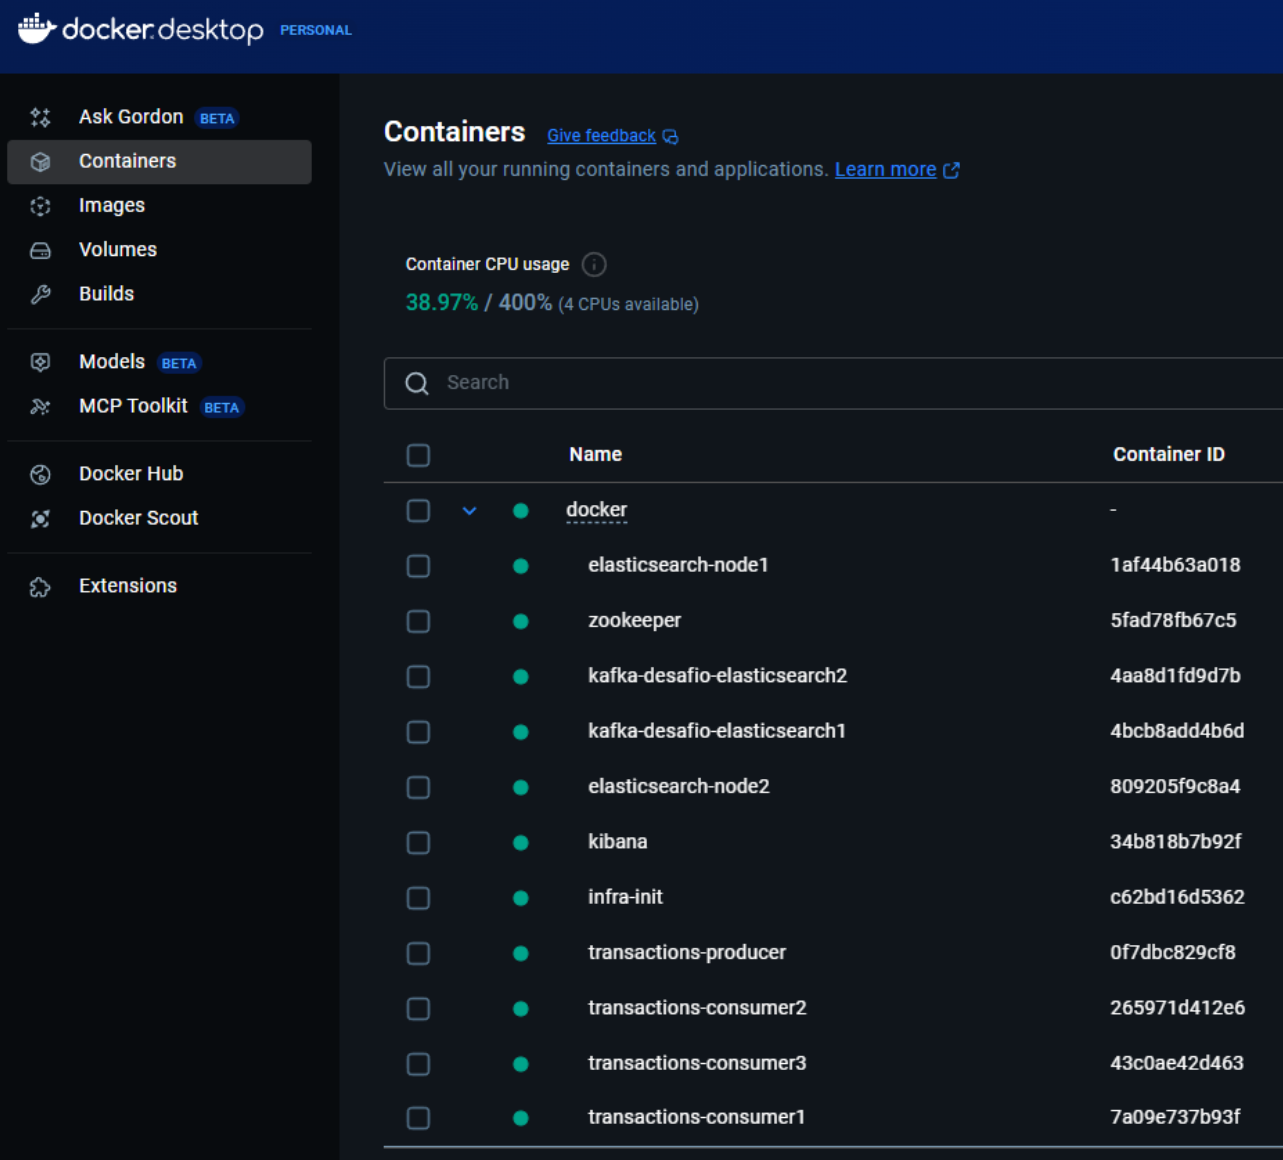 docker.desktop PERSONAL
Ask Gordon BETA
Containers
Images
Volumes
Builds
Models BETA
MCP Toolkit BETA
Docker Hub
Docker Scout
Extensions
Containers Give feedback
View all your running containers and applications. Learn more
Container CPU usage
38.97% / 400% (4 CPUs available)
Search
Name Container ID
docker -
elasticsearch-node1 1af44b63a018
zookeeper 5fad78fb67c5
kafka-desafio-elasticsearch2 4aa8d1fd9d7b
kafka-desafio-elasticsearch1 4bcb8add4b6d
elasticsearch-node2 809205f9c8a4
kibana 34b818b7b92f
infra-init c62bd16d5362
transactions-producer 0f7dbc829cf8
transactions-consumer2 265971d412e6
transactions-consumer3 43c0ae42d463
transactions-consumer1 7a09e737b93f